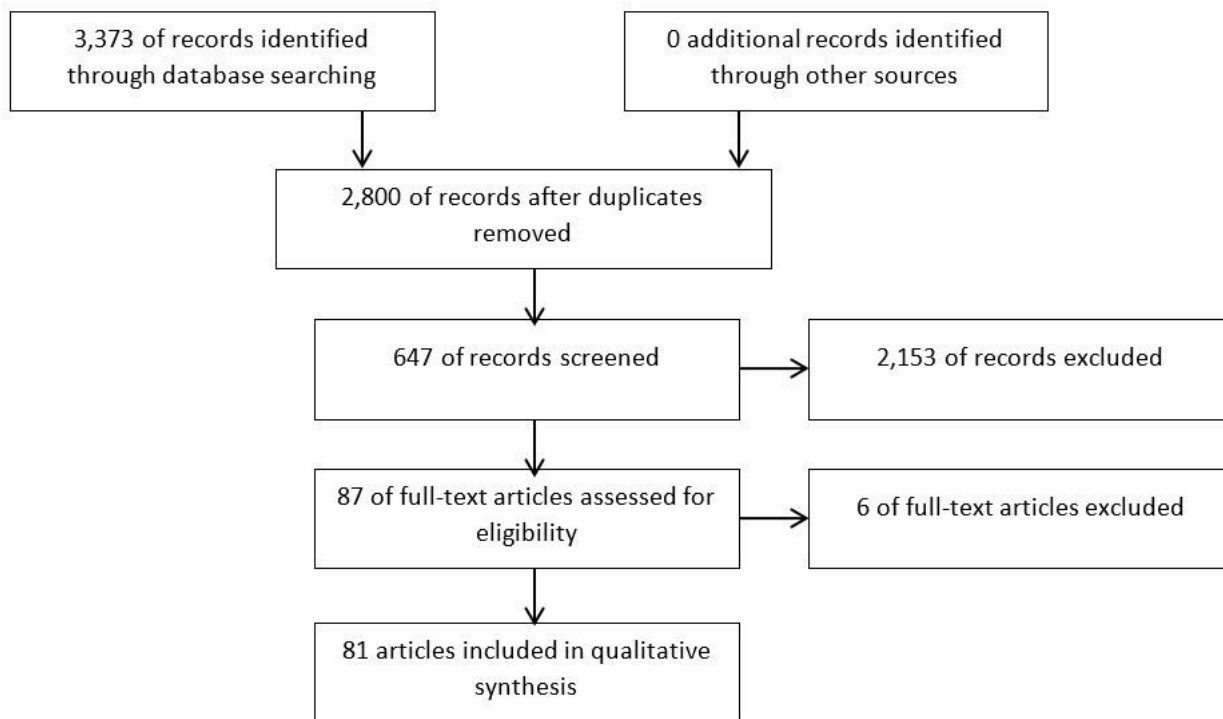 3,373 of records identified
through database searching
0 additional records identified
through other sources
2,800 of records after duplicates
removed
647 of records screened
2,153 of records excluded
87 of full-text articles assessed for
eligibility
6 of full-text articles excluded
81 articles included in qualitative
synthesis